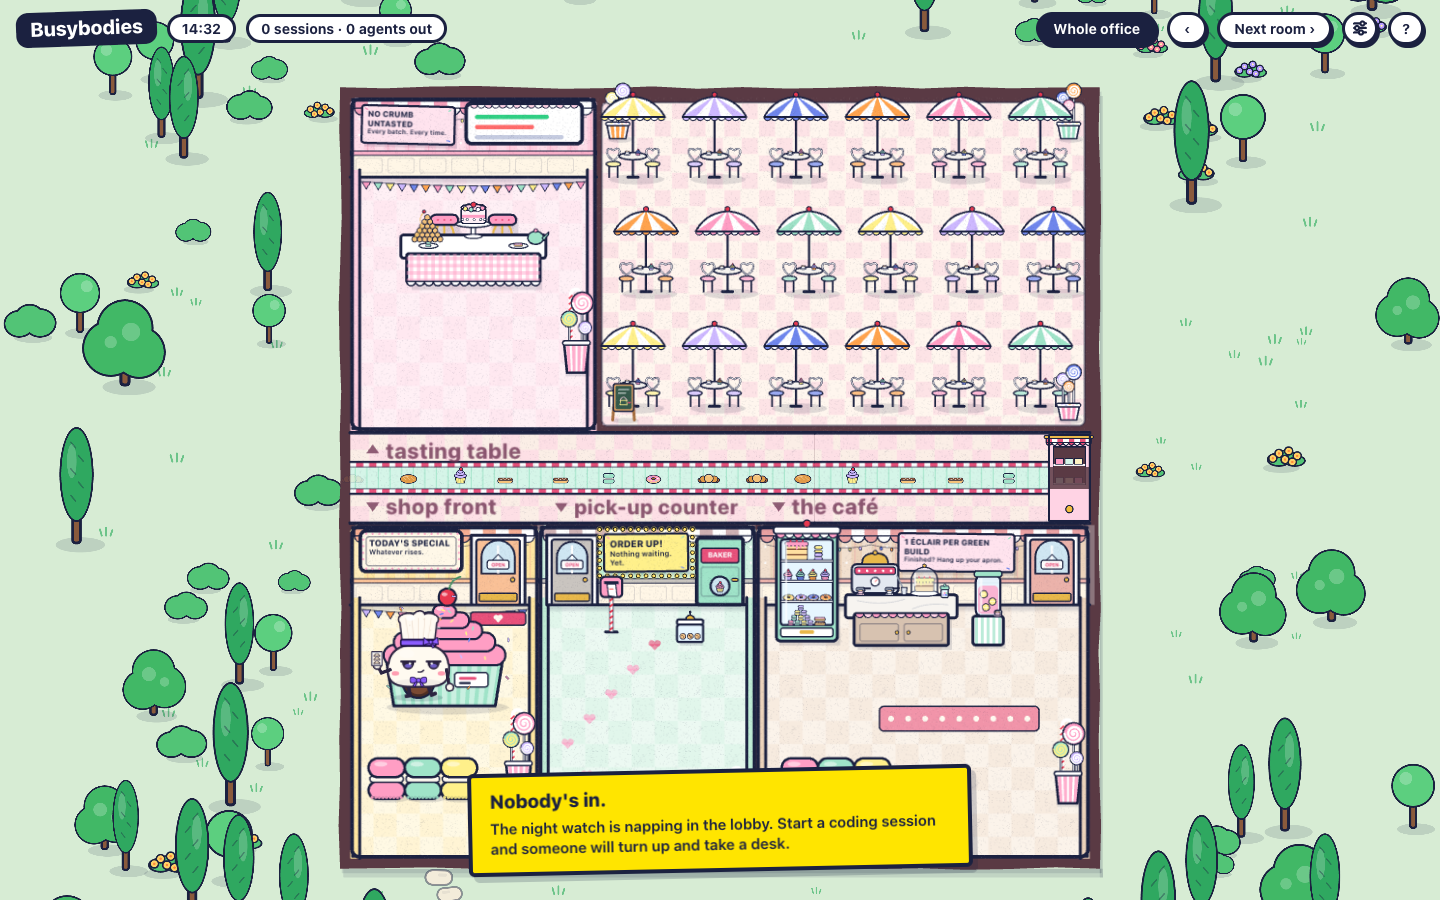 Busybodies
14:32
0 sessions · 0 agents out
Whole office
‹
Next room ›
?
NO CRUMB
UNTASTED
Every batch. Every time.
tasting table
shop front
pick-up counter
the café
TODAY'S SPECIAL
Whatever rises.
OPEN
OPEN
ORDER UP!
Nothing waiting.
Yet.
BAKER
1 ÉCLAIR PER GREEN
BUILD
Finished? Hang up your apron.
OPEN
Nobody's in.
The night watch is napping in the lobby. Start a coding session
and someone will turn up and take a desk.